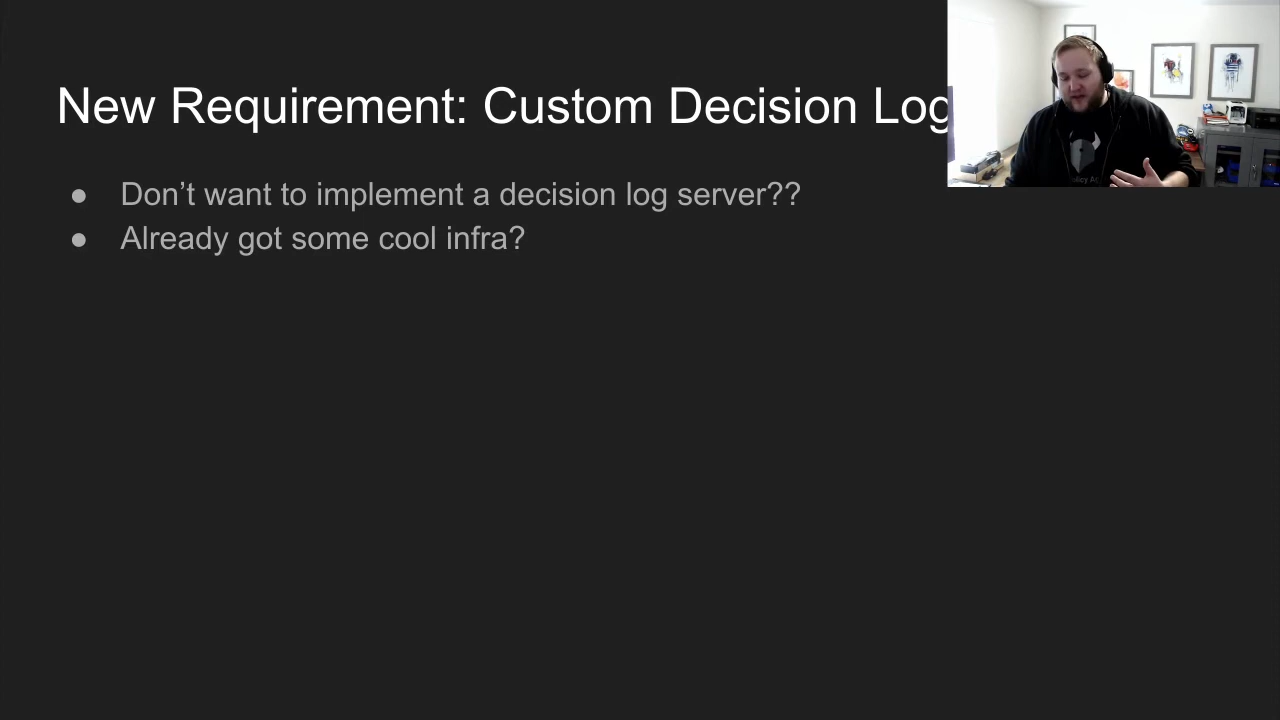 New Requirement: Custom Decision Log
● Don’t want to implement a decision log server??
● Already got some cool infra?